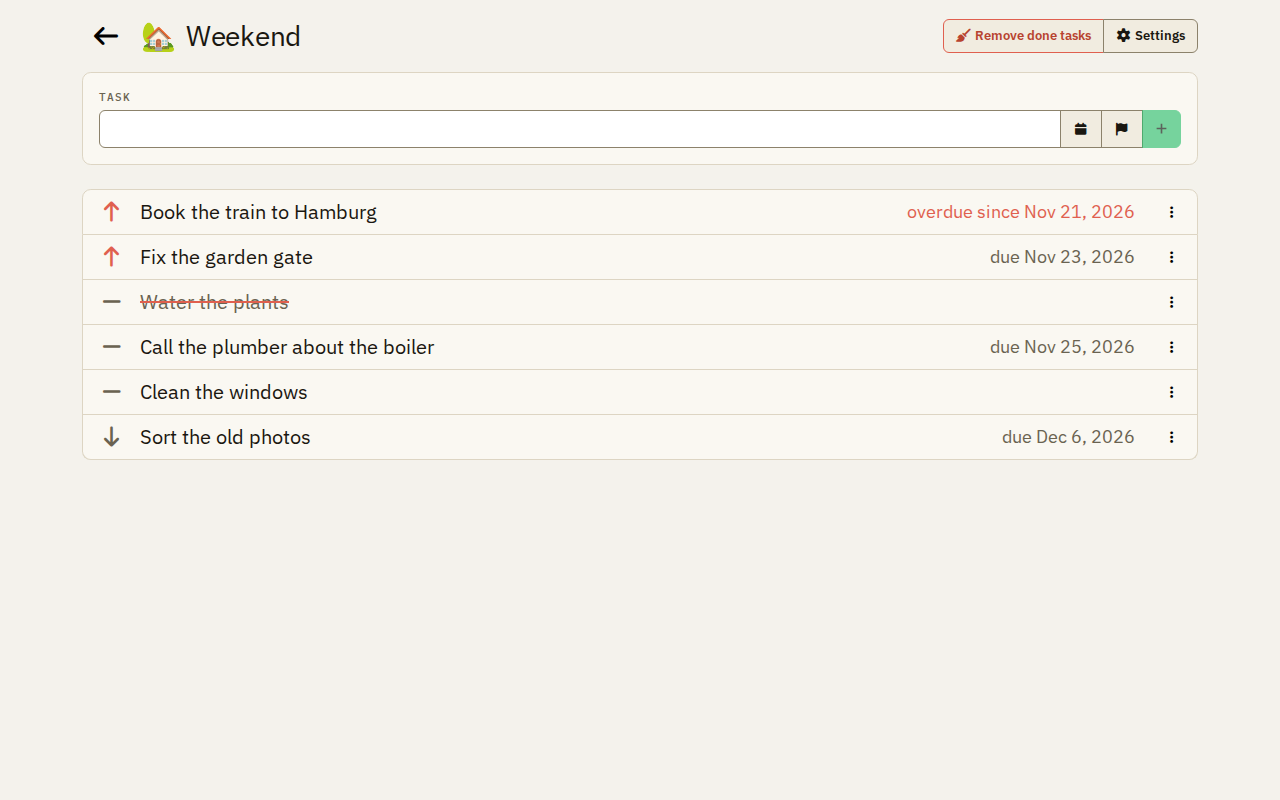 Weekend
Remove done tasks
Settings
TASK
Book the train to Hamburg
overdue since Nov 21, 2026
Fix the garden gate
due Nov 23, 2026
Water the plants
Call the plumber about the boiler
due Nov 25, 2026
Clean the windows
Sort the old photos
due Dec 6, 2026